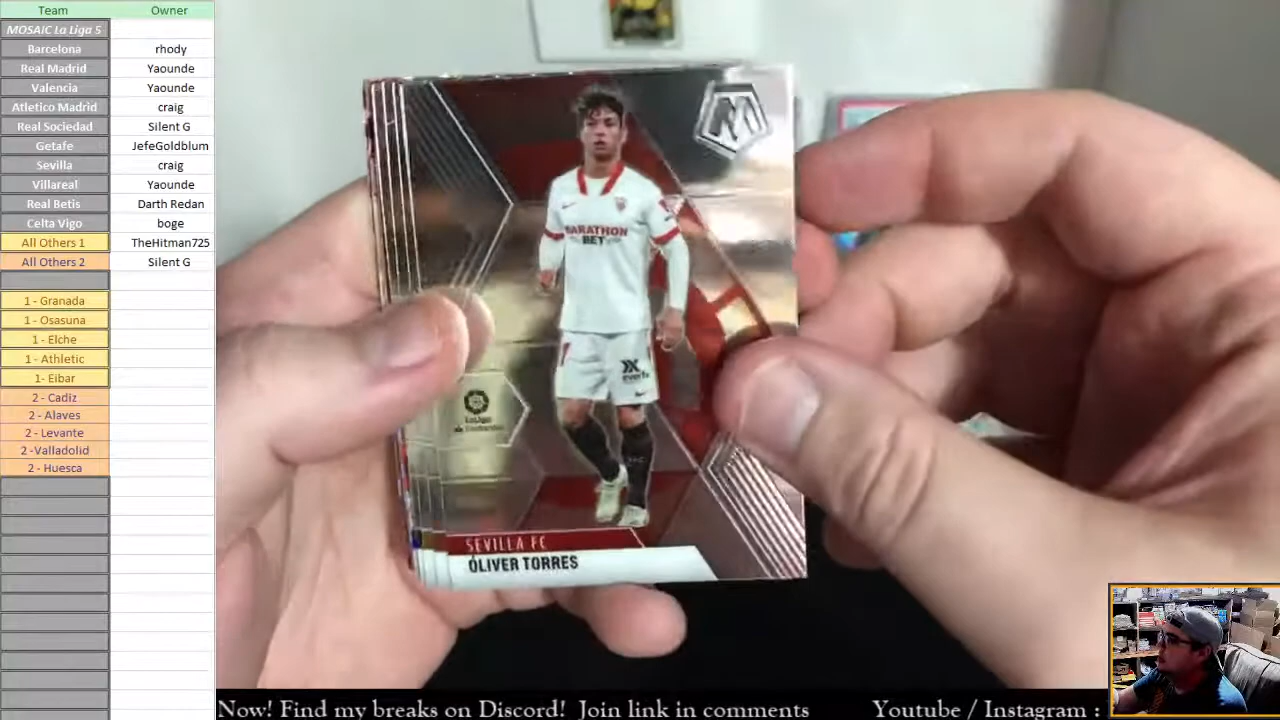 Team Owner
MOSAIC La Liga 5
Barcelona rhody
Real Madrid Yaounde
Valencia Yaounde
Atletico Madrid craig
Real Sociedad Silent G
Getafe JefeGoldblum
Sevilla craig
Villareal Yaounde
Real Betis Darth Redan
Celta Vigo boge
All Others 1 TheHitman725
All Others 2 Silent G
1 - Granada
1 - Osasuna
1 - Elche
1 - Athletic
1- Eibar
2 - Cadiz
2 - Alaves
2 - Levante
2 -Valladolid
2 - Huesca
M
MARATHON
BET
LaLiga
SEVILLA FC
ÓLIVER TORRES
Now! Find my breaks on Discord! Join link in comments Youtube / Instagram :